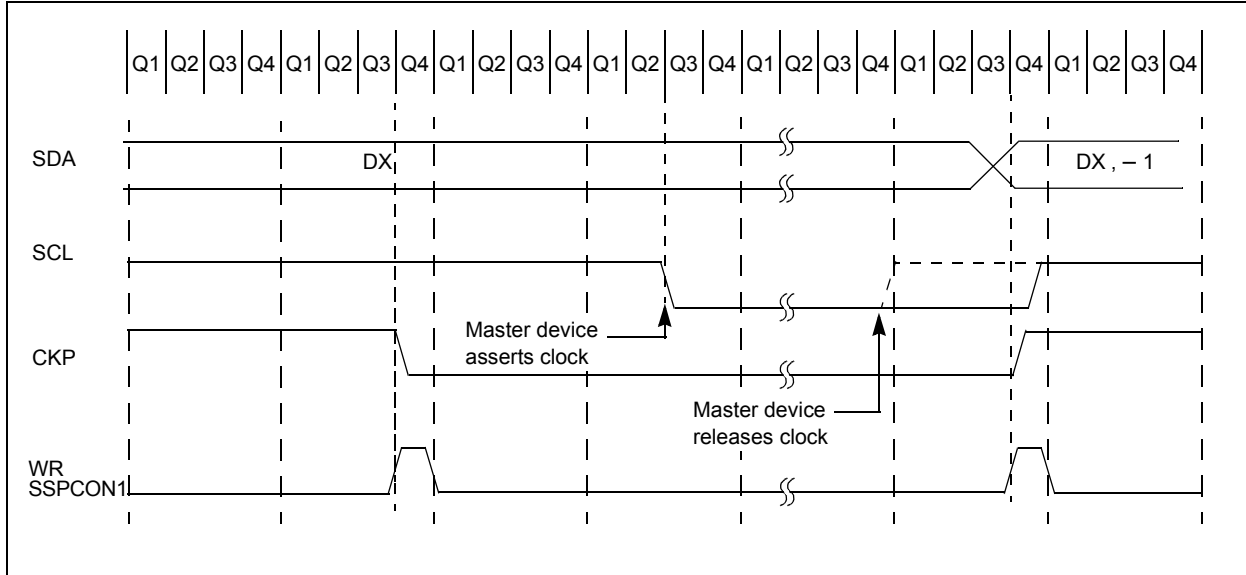 Q1 Q2 Q3 Q4 Q1 Q2 Q3 Q4 Q1 Q2 Q3 Q4 Q1 Q2 Q3 Q4 Q1 Q2 Q3 Q4 Q1 Q2 Q3 Q4 Q1 Q2 Q3 Q4
SDA
DX
DX , – 1
SCL
Master device
asserts clock
CKP
Master device
releases clock
WR
SSPCON1